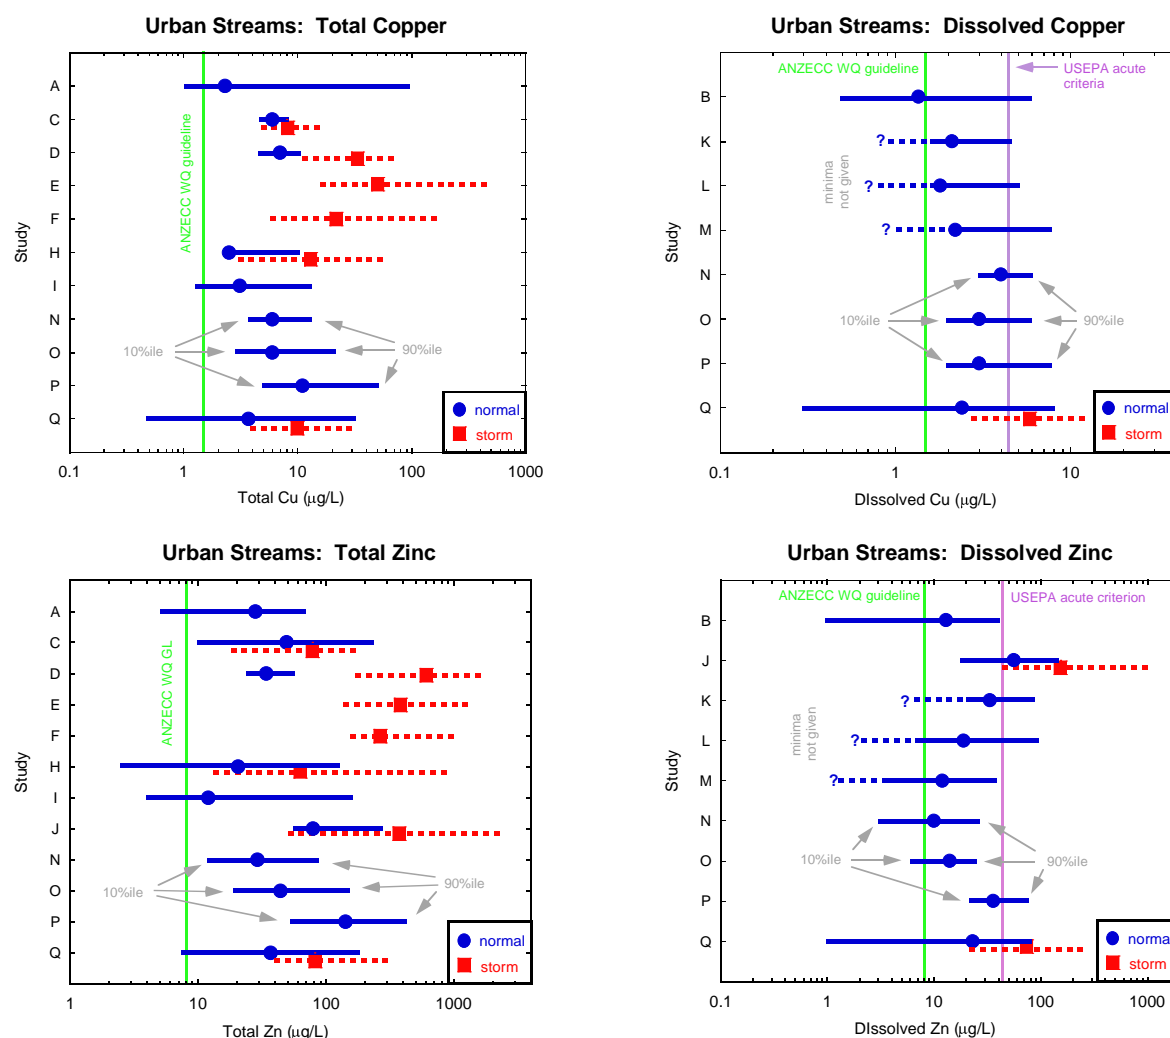 Urban Streams: Total Copper
ANZECC WQ guideline
Study
A
C
D
E
F
H
I
N
O
P
Q
10%ile
90%ile
normal
storm
0.1
1
10
100
1000
Total Cu (μg/L)
Urban Streams: Dissolved Copper
ANZECC WQ guideline
USEPA acute
criteria
Study
B
K
L
M
N
O
P
Q
?
?
?
minima
not given
10%ile
90%ile
normal
storm
0.1
1
10
DIssolved Cu (μg/L)
Urban Streams: Total Zinc
ANZECC WQ GL
Study
A
C
D
E
F
H
I
J
N
O
P
Q
10%ile
90%ile
normal
storm
1
10
100
1000
Total Zn (μg/L)
Urban Streams: Dissolved Zinc
ANZECC WQ guideline
USEPA acute criterion
Study
B
J
K
L
M
N
O
P
Q
?
?
?
minima
not given
10%ile
90%ile
norma
storm
0.1
1
10
100
1000
DIssolved Zn (μg/L)